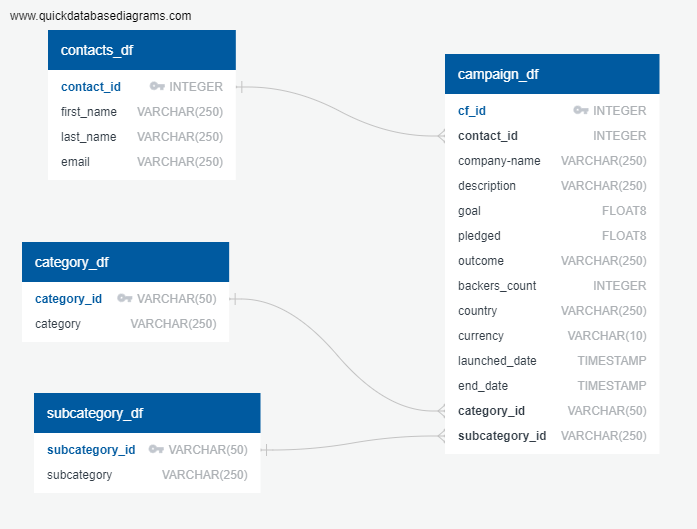 www.quickdatabasediagrams.com
contacts_df
contact_id INTEGER
first_name VARCHAR(250)
last_name VARCHAR(250)
email VARCHAR(250)
category_df
category_id VARCHAR(50)
category VARCHAR(250)
subcategory_df
subcategory_id VARCHAR(50)
subcategory VARCHAR(250)
campaign_df
cf_id INTEGER
contact_id INTEGER
company-name VARCHAR(250)
description VARCHAR(250)
goal FLOAT8
pledged FLOAT8
outcome VARCHAR(250)
backers_count INTEGER
country VARCHAR(250)
currency VARCHAR(10)
launched_date TIMESTAMP
end_date TIMESTAMP
category_id VARCHAR(50)
subcategory_id VARCHAR(250)